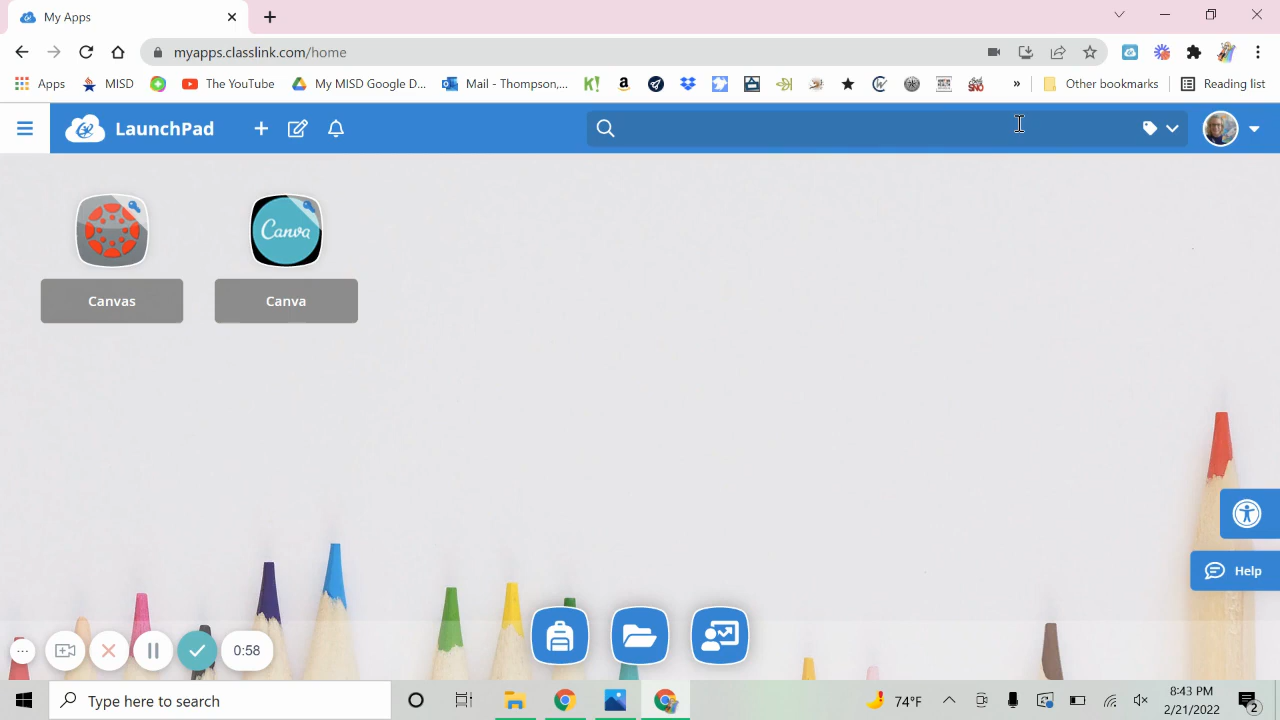 My Apps
myapps.classlink.com/home
Apps
MISD
The YouTube
My MISD Google D...
Mail - Thompson,...
K!
a
»
Other bookmarks
Reading list
LaunchPad
Canva
Canvas
Canva
Help
0:58
Type here to search
74°F
8:43 PM
2/21/2022
2